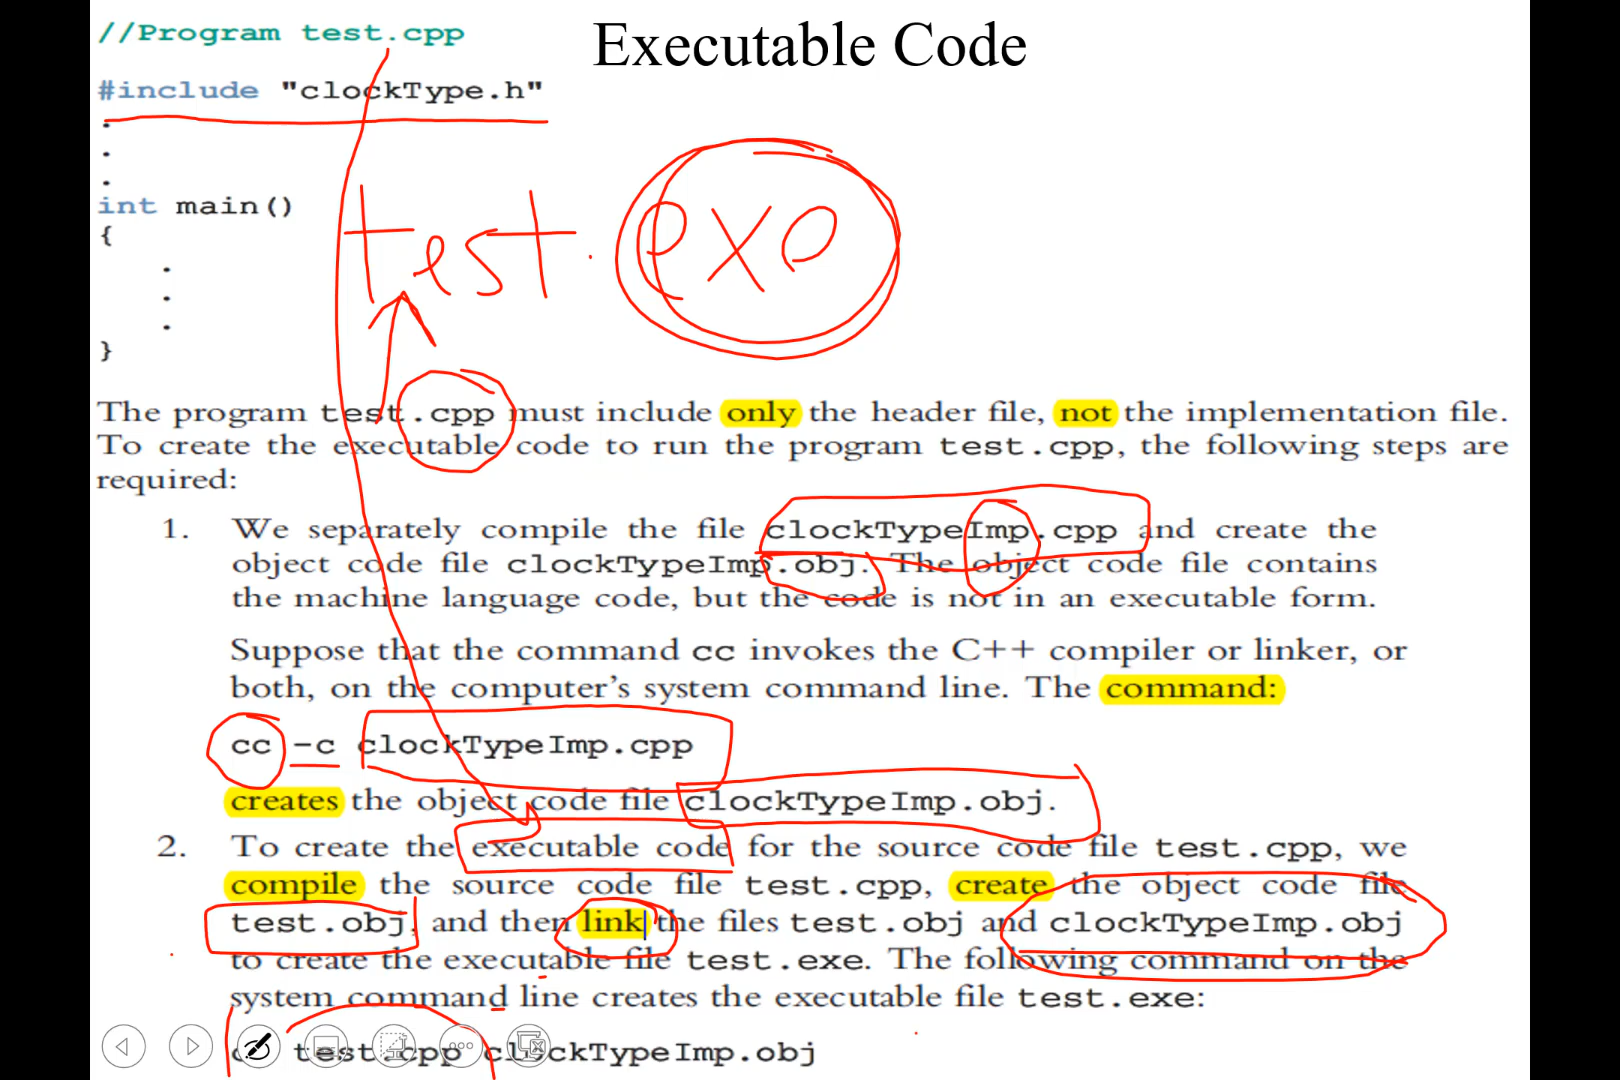 //Program test.cpp
Executable Code
#include "clockType.h"
.
.
.
int main()
{
.
.
.
}
test.exe
The program test.cpp must include only the header file, not the implementation file.
To create the executable code to run the program test.cpp, the following steps are
required:
1. We separately compile the file clockTypeImp.cpp and create the
object code file clockTypeImp.obj. The object code file contains
the machine language code, but the code is not in an executable form.
Suppose that the command cc invokes the C++ compiler or linker, or
both, on the computer's system command line. The command:
cc -c clockTypeImp.cpp
creates the object code file clockTypeImp.obj.
2. To create the executable code for the source code file test.cpp, we
compile the source code file test.cpp, create the object code file
test.obj, and then link the files test.obj and clockTypeImp.obj
to create the executable file test.exe. The following command on the
system command line creates the executable file test.exe:
test.cpp clockTypeImp.obj